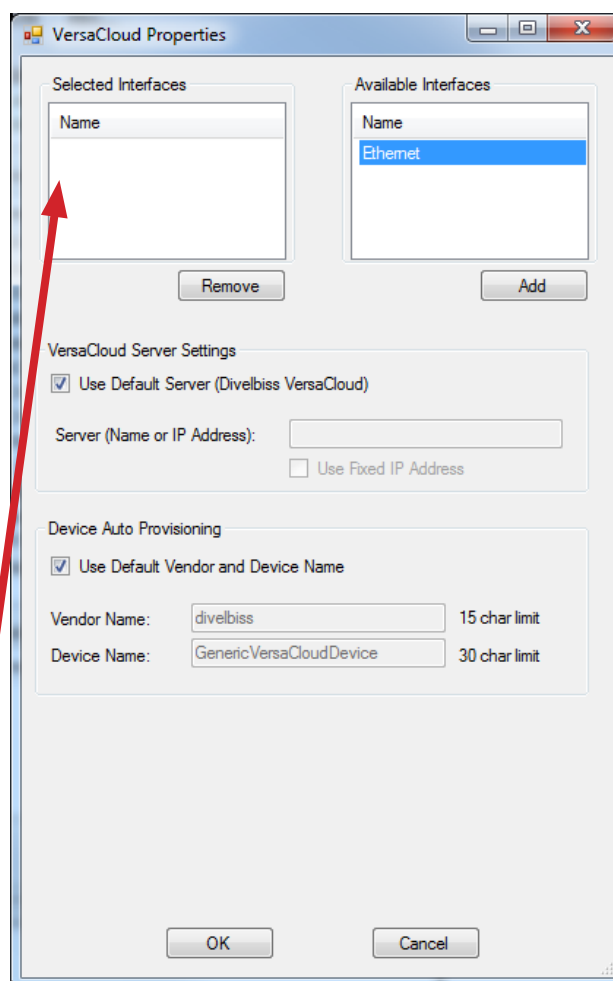 VersaCloud Properties
Selected Interfaces
Available Interfaces
Name
Name
Ethernet
Remove
Add
VersaCloud Server Settings
Use Default Server (Divelbiss VersaCloud)
Server (Name or IP Address):
Use Fixed IP Address
Device Auto Provisioning
Use Default Vendor and Device Name
Vendor Name: divelbiss 15 char limit
Device Name: GenericVersaCloudDevice 30 char limit
OK
Cancel